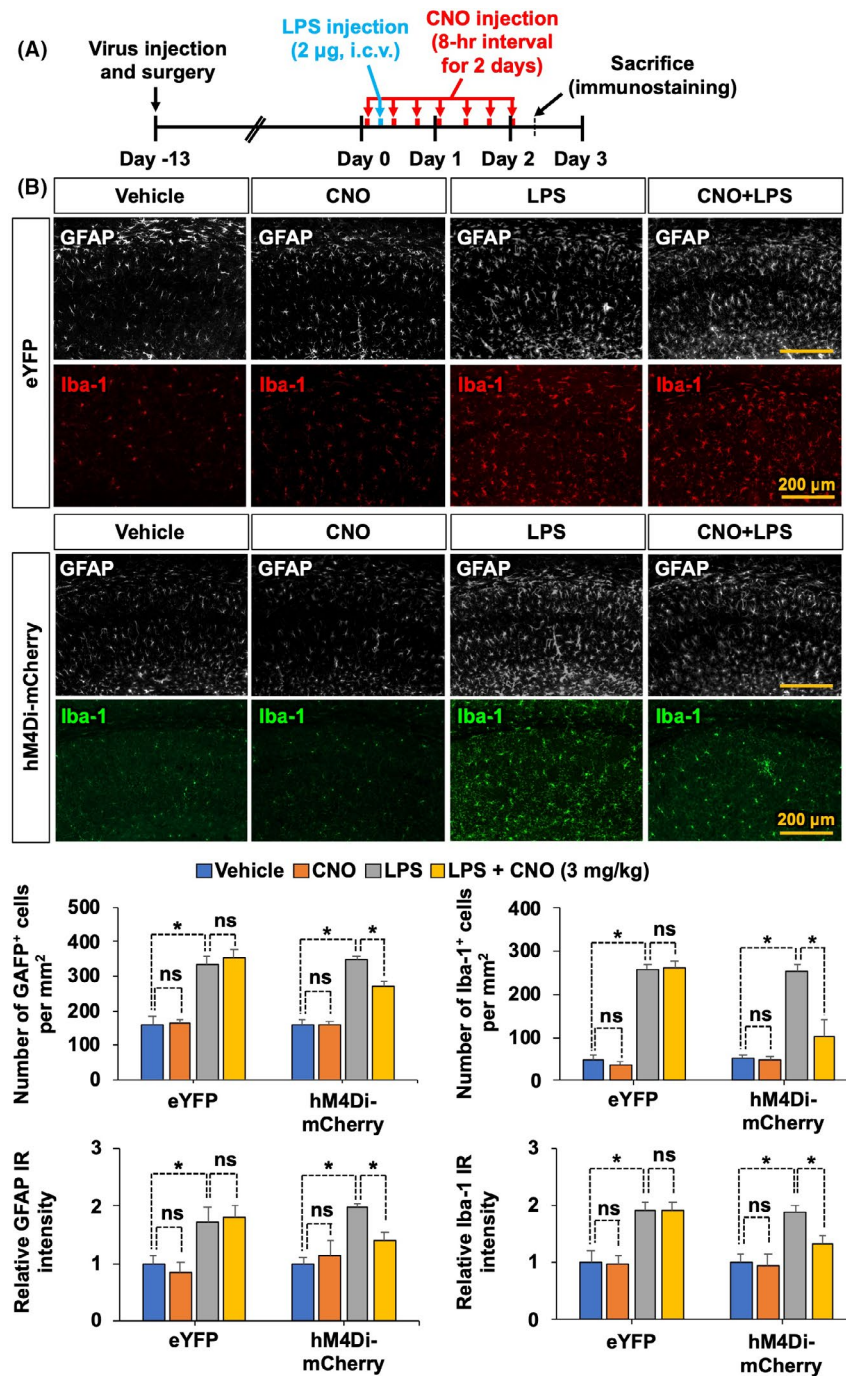 (A)
Virus injection
and surgery
LPS injection
(2 µg, i.c.v.)
CNO injection
(8-hr interval
for 2 days)
Sacrifice
(immunostaining)
Day -13
Day 0
Day 1
Day 2
Day 3
(B)
Vehicle
CNO
LPS
CNO+LPS
eYFP
GFAP
GFAP
GFAP
GFAP
Iba-1
Iba-1
Iba-1
Iba-1
200 µm
Vehicle
CNO
LPS
CNO+LPS
hM4Di-mCherry
GFAP
GFAP
GFAP
GFAP
Iba-1
Iba-1
Iba-1
Iba-1
200 µm
Vehicle CNO LPS LPS + CNO (3 mg/kg)
Number of GAFP+ cells
per mm2
500
400
300
200
100
0
* ns * *
ns ns
eYFP
hM4Di-
mCherry
Number of Iba-1+ cells
per mm2
400
300
200
100
0
* ns * *
ns ns
eYFP
hM4Di-
mCherry
Relative GFAP IR
intensity
3
2
1
0
* ns * *
ns ns
eYFP
hM4Di-
mCherry
Relative Iba-1 IR
intensity
3
2
1
0
* ns * *
ns ns
eYFP
hM4Di-
mCherry